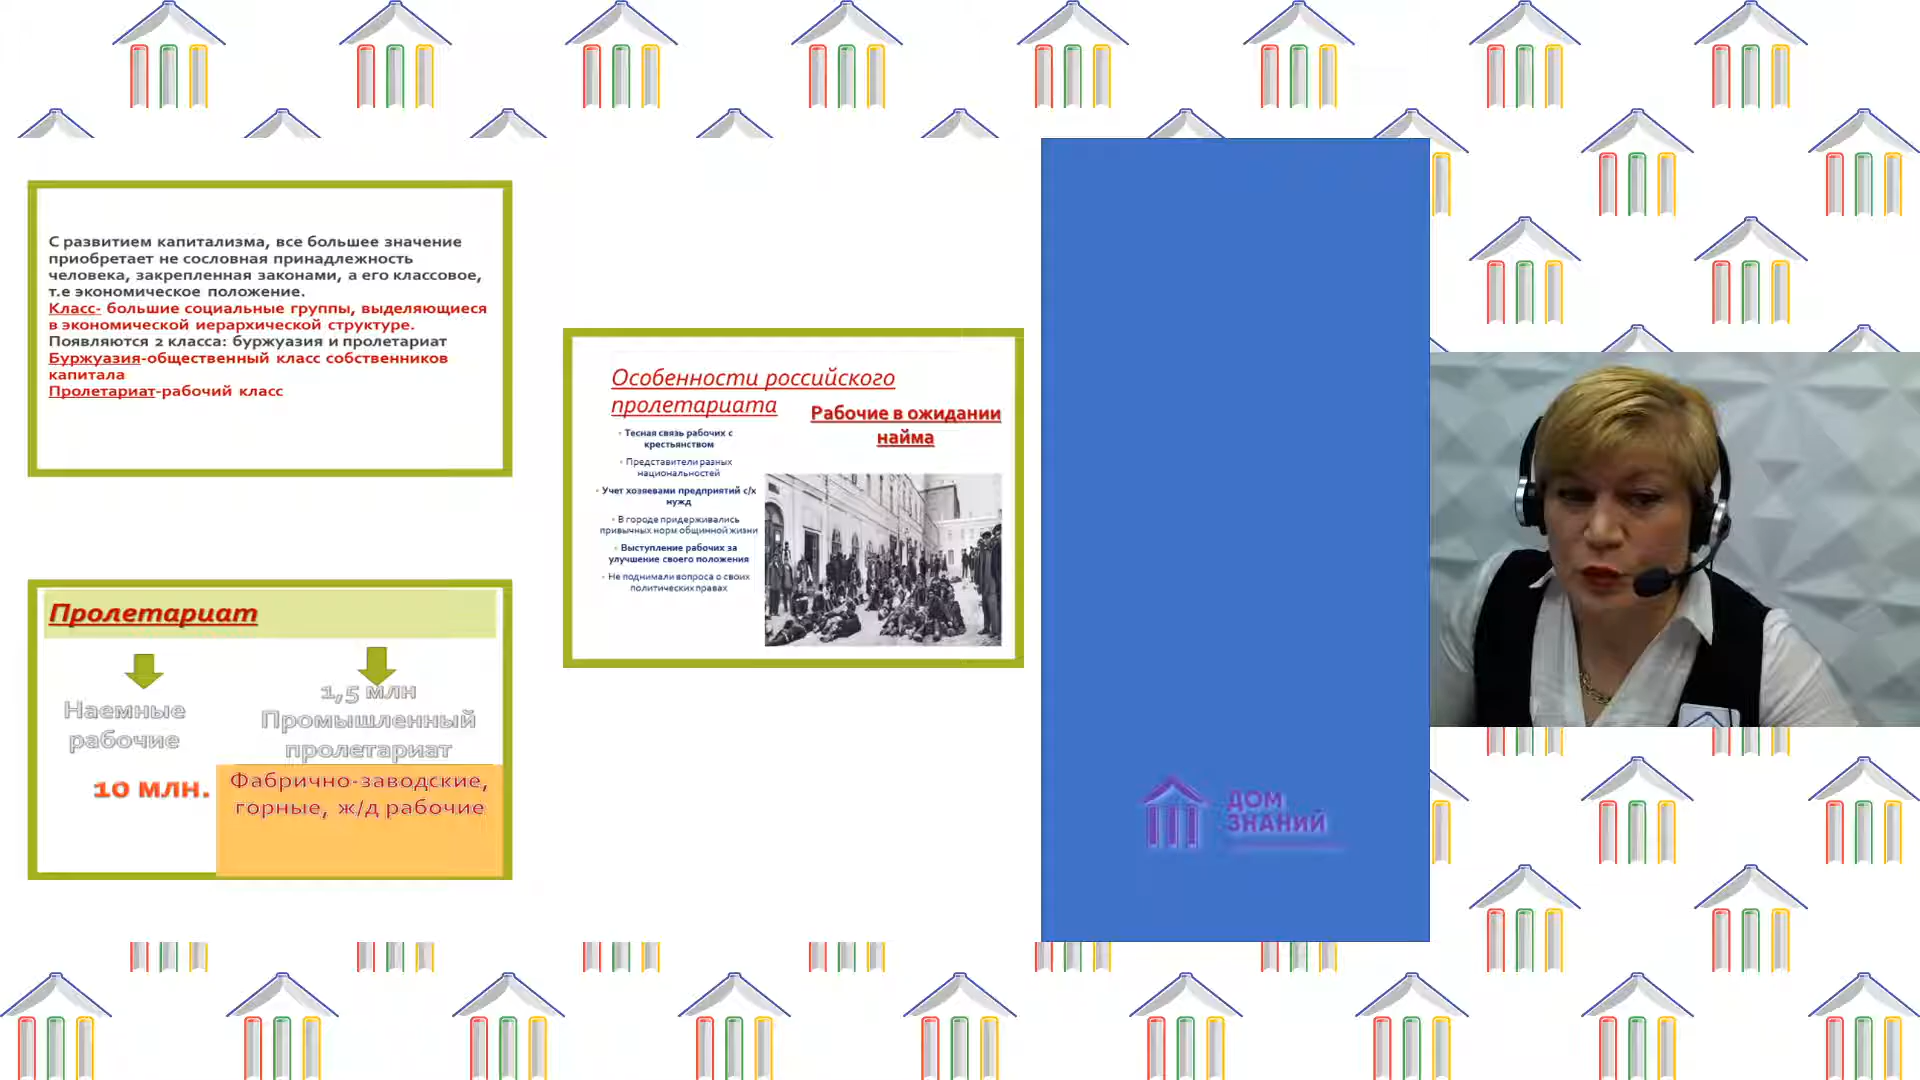 С развитием капитализма, все большее значение
приобретает не сословная принадлежность
человека, закрепленная законами, а его классовое,
т.е экономическое положение.
Класс- большие социальные группы, выделяющиеся
в экономической иерархической структуре.
Появляются 2 класса: буржуазия и пролетариат
Буржуазия-общественный класс собственников
капитала
Пролетариат-рабочий класс
Пролетариат
Наемные
рабочие
10 млн.
1,5 млн
Промышленный
пролетариат
Фабрично-заводские,
горные, ж/д рабочие
Особенности российского
пролетариата
Рабочие в ожидании
найма
• Тесная связь рабочих с
крестьянством
• Представители разных
национальностей
• Учет хозяевами предприятий с/х
нужд
• В городе придерживались
привычных норм общинной жизни
• Выступление рабочих за
улучшение своего положения
• Не поднимали вопроса о своих
политических правах
ДОМ
ЗНАНИЙ